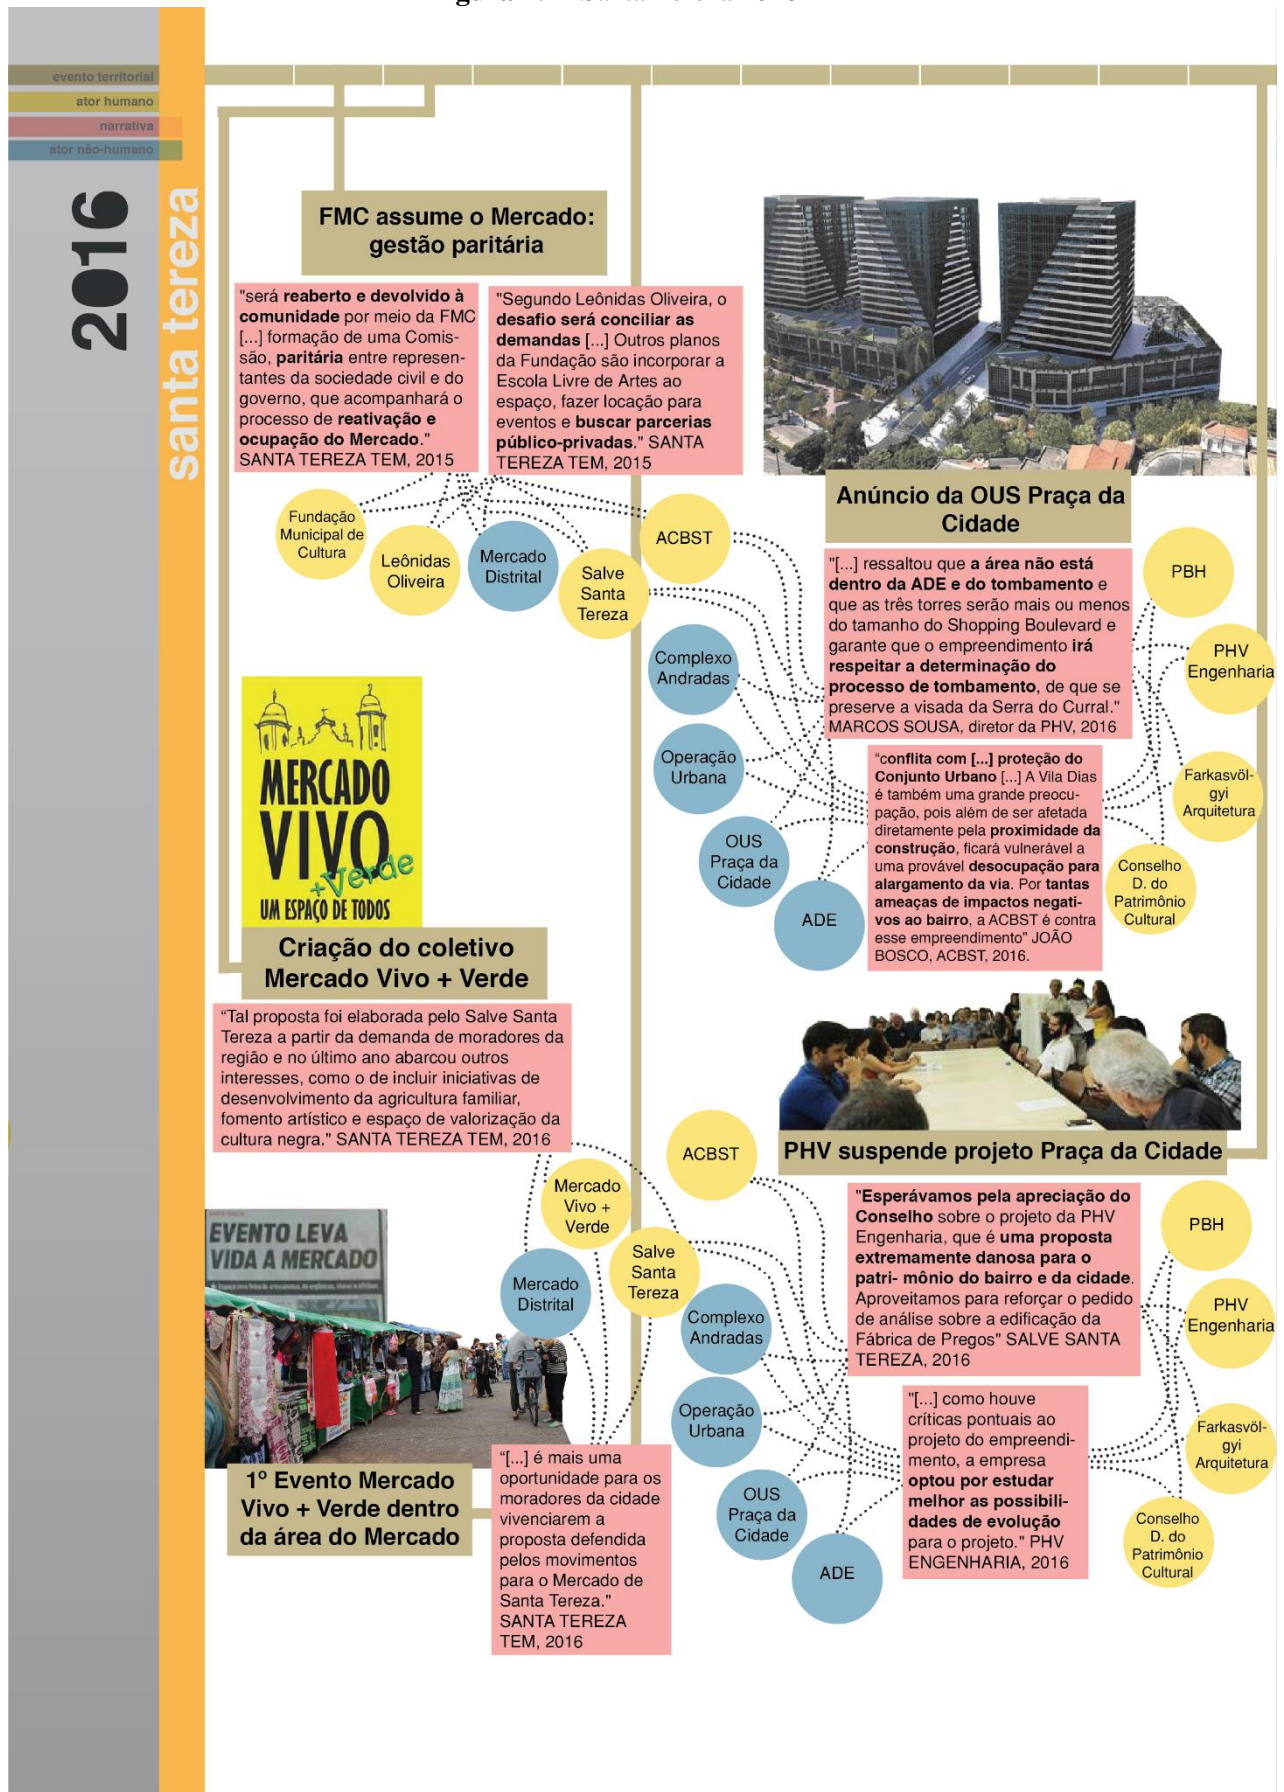 evento territorial
ator humano
narrativa
ator não-humano
2016
santa tereza
FMC assume o Mercado:
gestão paritária
"será reaberto e devolvido à
comunidade por meio da FMC
[...] formação de uma Comis-
são, paritária entre represen-
tantes da sociedade civil e do
governo, que acompanhará o
processo de reativação e
ocupação do Mercado."
SANTA TEREZA TEM, 2015
"Segundo Leônidas Oliveira, o
desafio será conciliar as
demandas [...] Outros planos
da Fundação são incorporar a
Escola Livre de Artes ao
espaço, fazer locação para
eventos e buscar parcerias
público-privadas." SANTA
TEREZA TEM, 2015
Fundação
Municipal de
Cultura
Leônidas
Oliveira
Mercado
Distrital
Salve
Santa
Tereza
ACBST
Anúncio da OUS Praça da
Cidade
"[...] ressaltou que a área não está
dentro da ADE e do tombamento e
que as três torres serão mais ou menos
do tamanho do Shopping Boulevard e
garante que o empreendimento irá
respeitar a determinação do
processo de tombamento, de que se
preserve a visada da Serra do Curral."
MARCOS SOUSA, diretor da PHV, 2016
"conflita com [...] proteção do
Conjunto Urbano [...] A Vila Dias
é também uma grande preocu-
pação, pois além de ser afetada
diretamente pela proximidade da
construção, ficará vulnerável a
uma provável desocupação para
alargamento da via. Por tantas
ameaças de impactos negati-
vos ao bairro, a ACBST é contra
esse empreendimento” JOÃO
BOSCO, ACBST, 2016.
Complexo
Andradas
Operação
Urbana
OUS
Praça da
Cidade
ADE
PBH
PHV
Engenharia
Farkasvöl-
gyi
Arquitetura
Conselho
D. do
Patrimônio
Cultural
MERCADO
VIVO
+Verde
UM ESPAÇO DE TODOS
Criação do coletivo
Mercado Vivo + Verde
“Tal proposta foi elaborada pelo Salve Santa
Tereza a partir da demanda de moradores da
região e no último ano abarcou outros
interesses, como o de incluir iniciativas de
desenvolvimento da agricultura familiar,
fomento artístico e espaço de valorização da
cultura negra." SANTA TEREZA TEM, 2016
Mercado
Vivo +
Verde
Mercado
Distrital
Salve
Santa
Tereza
EVENTO LEVA
VIDA A MERCADO
1º Evento Mercado
Vivo + Verde dentro
da área do Mercado
“[...] é mais uma
oportunidade para os
moradores da cidade
vivenciarem a
proposta defendida
pelos movimentos
para o Mercado de
Santa Tereza."
SANTA TEREZA
TEM, 2016
PHV suspende projeto Praça da Cidade
ACBST
"Esperávamos pela apreciação do
Conselho sobre o projeto da PHV
Engenharia, que é uma proposta
extremamente danosa para o
patri- mônio do bairro e da cidade.
Aproveitamos para reforçar o pedido
de análise sobre a edificação da
Fábrica de Pregos" SALVE SANTA
TEREZA, 2016
"[...] como houve
críticas pontuais ao
projeto do empreendi-
mento, a empresa
optou por estudar
melhor as possibili-
dades de evolução
para o projeto." PHV
ENGENHARIA, 2016
Complexo
Andradas
Operação
Urbana
OUS
Praça da
Cidade
ADE
PBH
PHV
Engenharia
Farkasvöl-
gyi
Arquitetura
Conselho
D. do
Patrimônio
Cultural